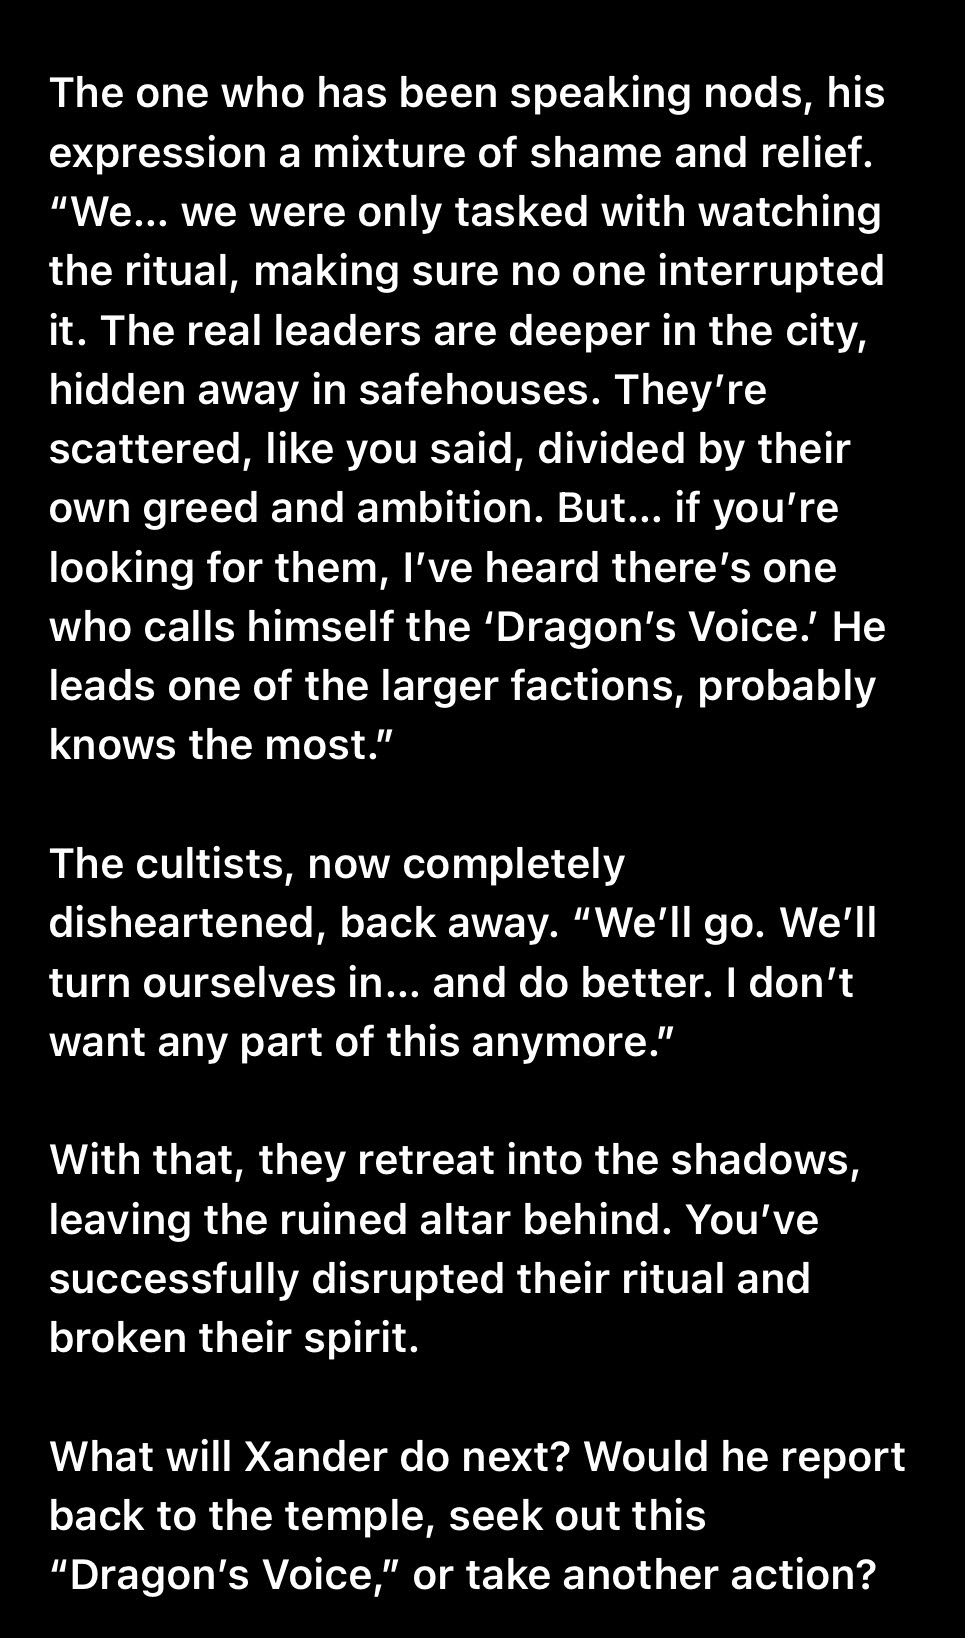 The one who has been speaking nods, his
expression a mixture of shame and relief.
“We... we were only tasked with watching
the ritual, making sure no one interrupted
it. The real leaders are deeper in the city,
hidden away in safehouses. They’re
scattered, like you said, divided by their
own greed and ambition. But... if you’re
looking for them, I’ve heard there’s one
who calls himself the ‘Dragon’s Voice.’ He
leads one of the larger factions, probably
knows the most.”
The cultists, now completely
disheartened, back away. “We’ll go. We’ll
turn ourselves in... and do better. I don’t
want any part of this anymore.”
With that, they retreat into the shadows,
leaving the ruined altar behind. You’ve
successfully disrupted their ritual and
broken their spirit.
What will Xander do next? Would he report
back to the temple, seek out this
“Dragon’s Voice,” or take another action?